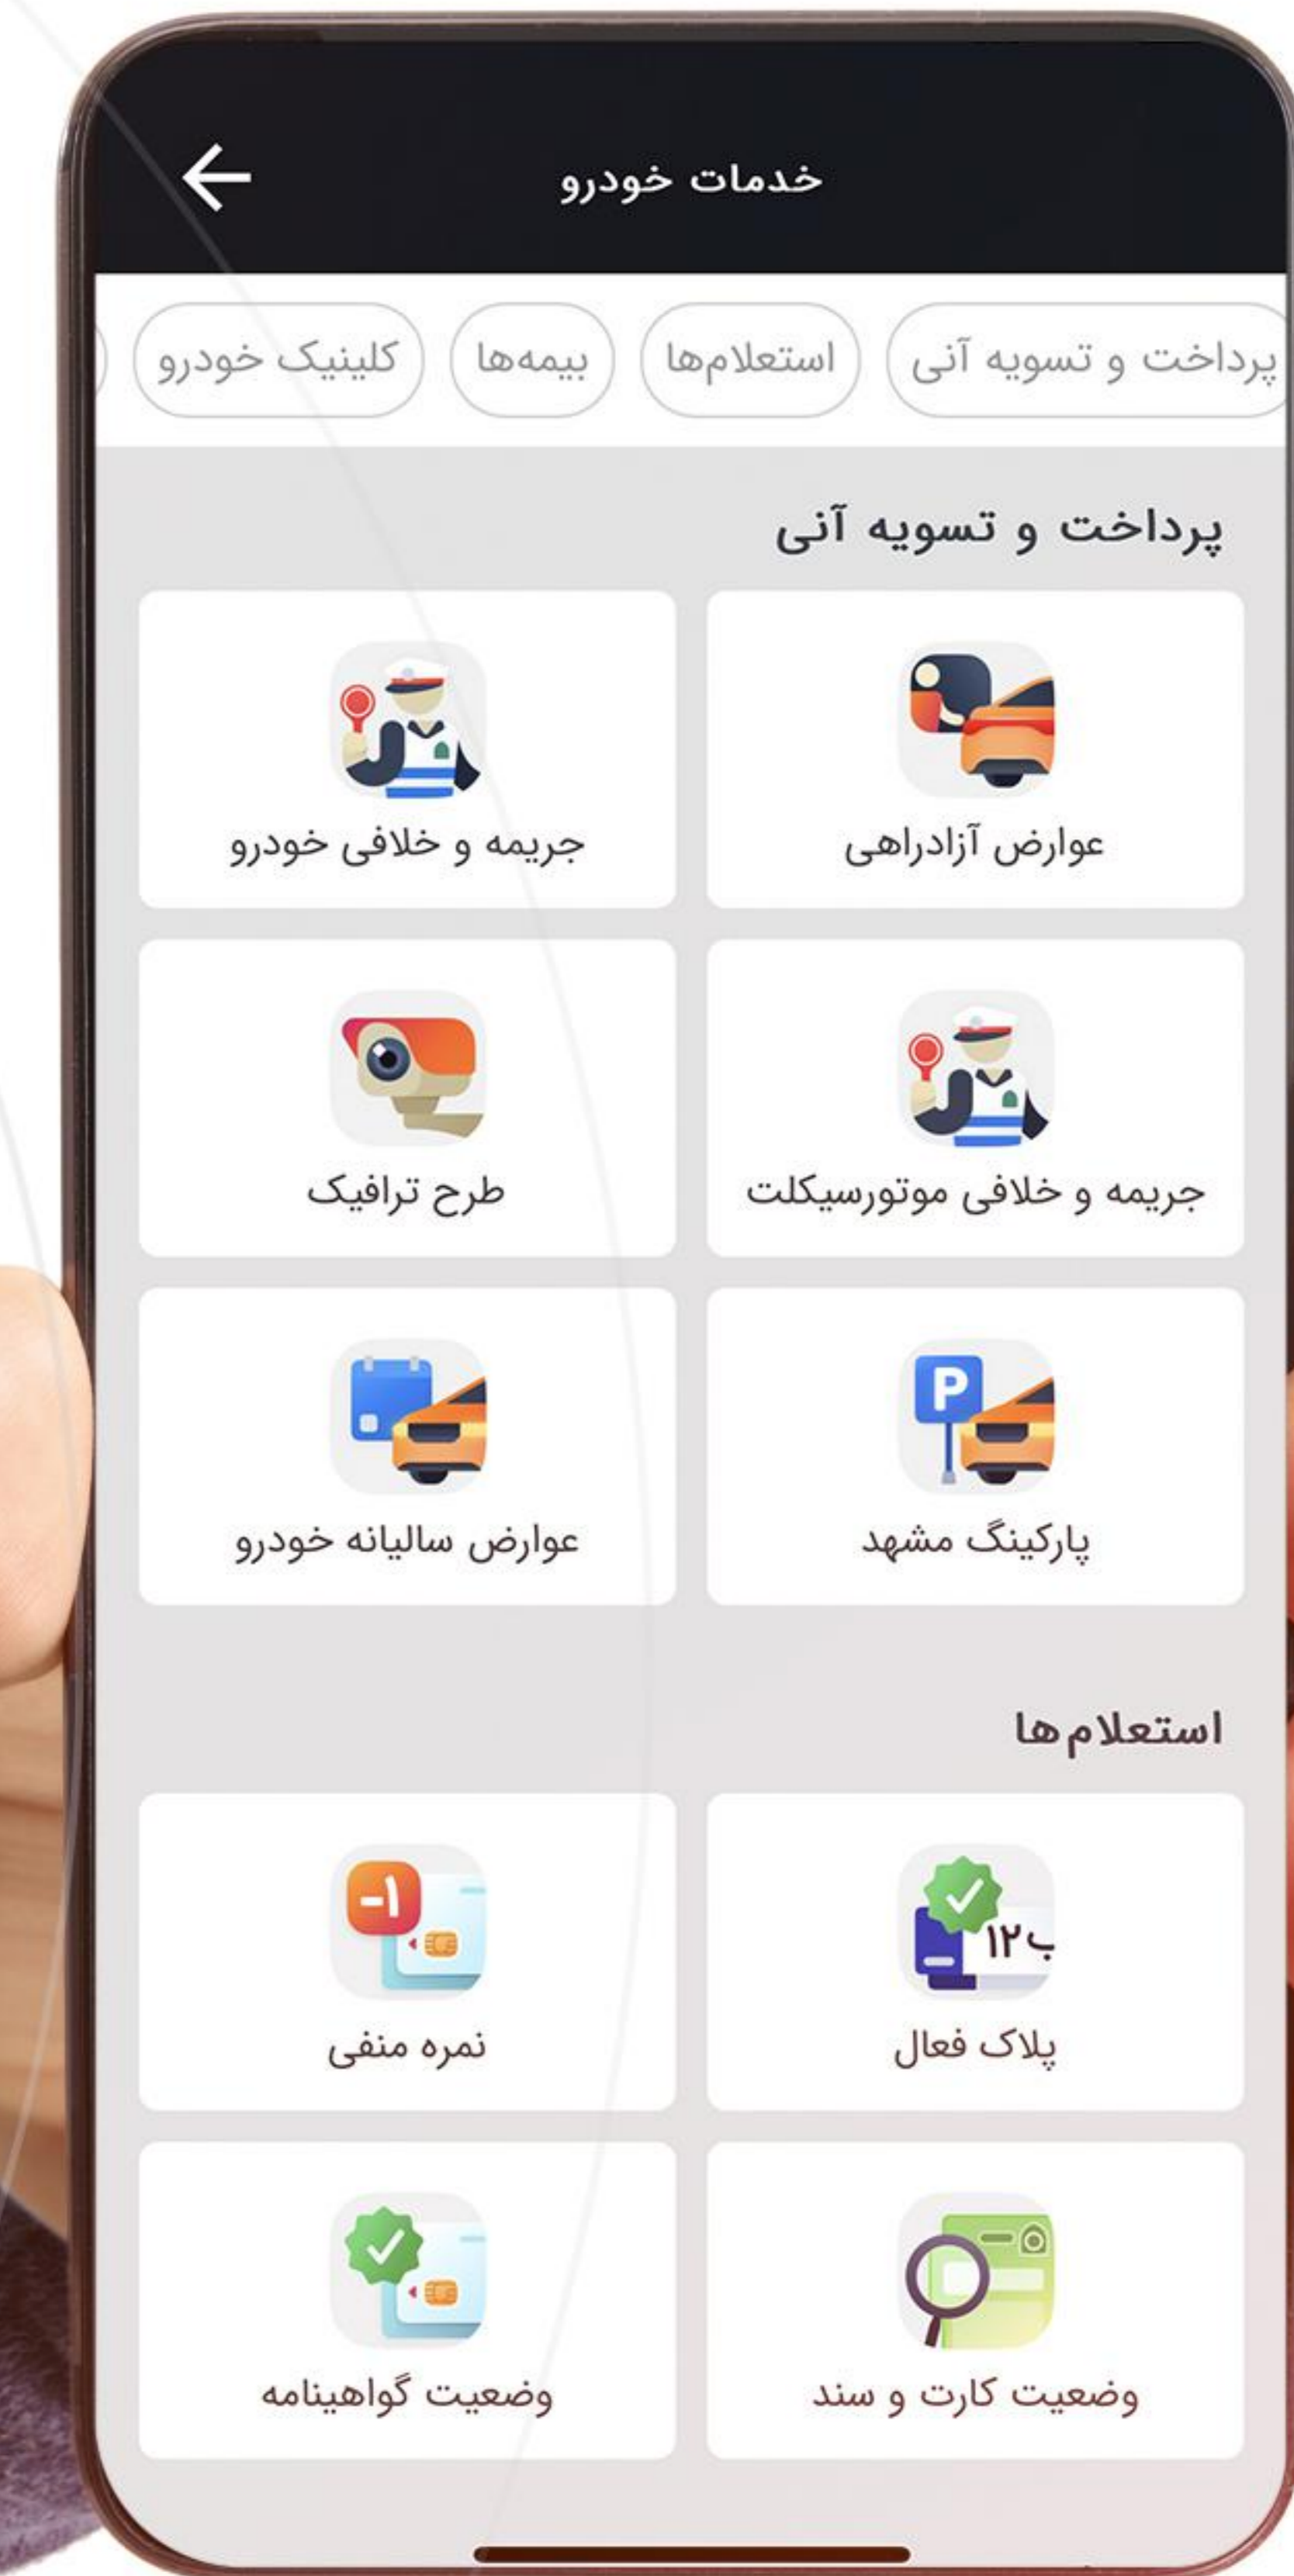 خدمات خودرو
پرداخت و تسویه آنی
استعلام‌ها
بیمه‌ها
کلینیک خودرو
پرداخت و تسویه آنی
عوارض آزادراهی
جریمه و خلافی خودرو
جریمه و خلافی موتورسیکلت
طرح ترافیک
P
پارکینگ مشهد
عوارض سالیانه خودرو
استعلام‌ها
۱۲ب
پلاک فعال
-۱
نمره منفی
وضعیت کارت و سند
وضعیت گواهینامه